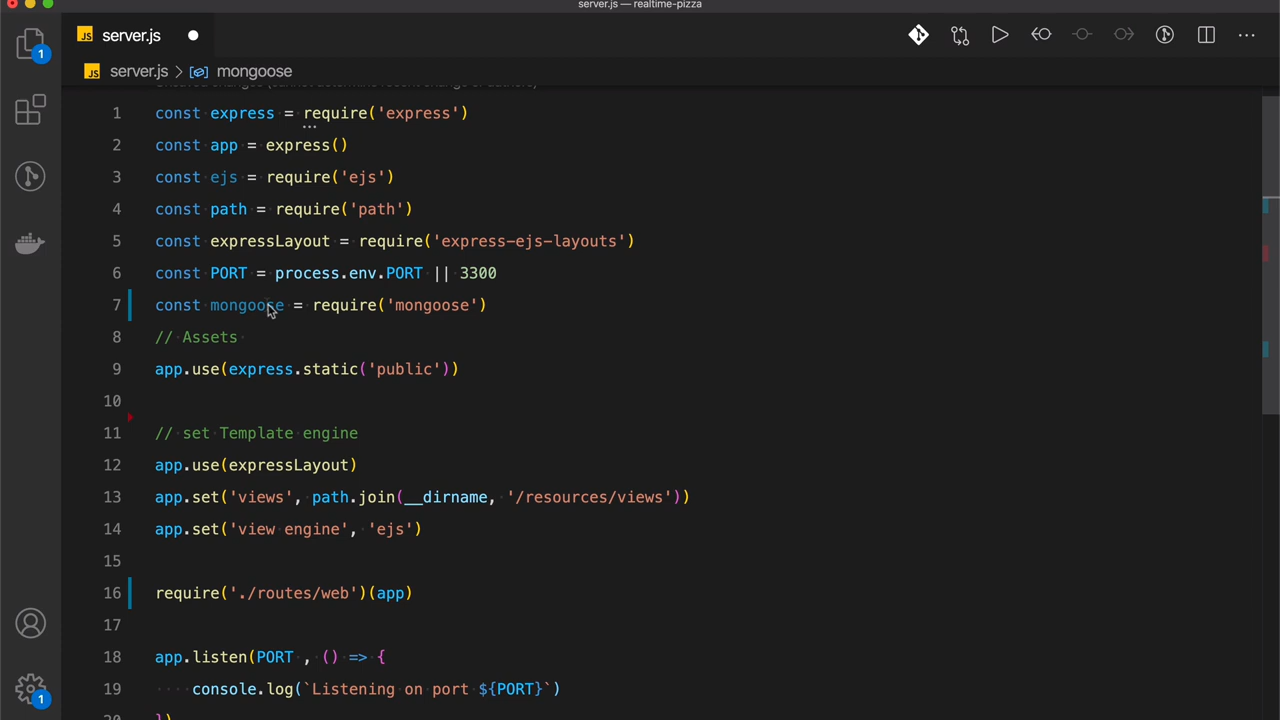 server.js — realtime-pizza
1
JS server.js
JS server.js > mongoose
1 const express = require('express')
2 const app = express()
3 const ejs = require('ejs')
4 const path = require('path')
5 const expressLayout = require('express-ejs-layouts')
6 const PORT = process.env.PORT || 3300
7 const mongoose = require('mongoose')
8 // Assets
9 app.use(express.static('public'))
10
11 // set Template engine
12 app.use(expressLayout)
13 app.set('views', path.join(__dirname, '/resources/views'))
14 app.set('view engine', 'ejs')
15
16 require('./routes/web')(app)
17
18 app.listen(PORT , () => {
19 console.log(`Listening on port ${PORT}`)
20 })
1